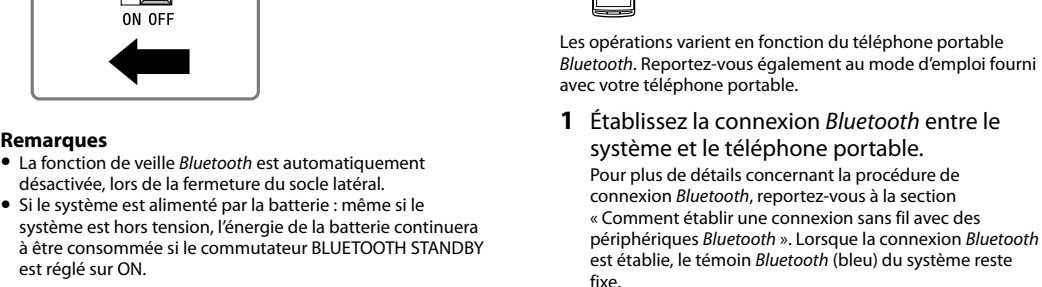 ON OFF
Remarques
• La fonction de veille Bluetooth est automatiquement
désactivée, lors de la fermeture du socle latéral.
• Si le système est alimenté par la batterie : même si le
système est hors tension, l’énergie de la batterie continuera
à être consommée si le commutateur BLUETOOTH STANDBY
est réglé sur ON.
Les opérations varient en fonction du téléphone portable
Bluetooth. Reportez-vous également au mode d’emploi fourni
avec votre téléphone portable.
1 Établissez la connexion Bluetooth entre le
système et le téléphone portable.
Pour plus de détails concernant la procédure de
connexion Bluetooth, reportez-vous à la section
« Comment établir une connexion sans fil avec des
périphériques Bluetooth ». Lorsque la connexion Bluetooth
est établie, le témoin Bluetooth (bleu) du système reste
fixe.